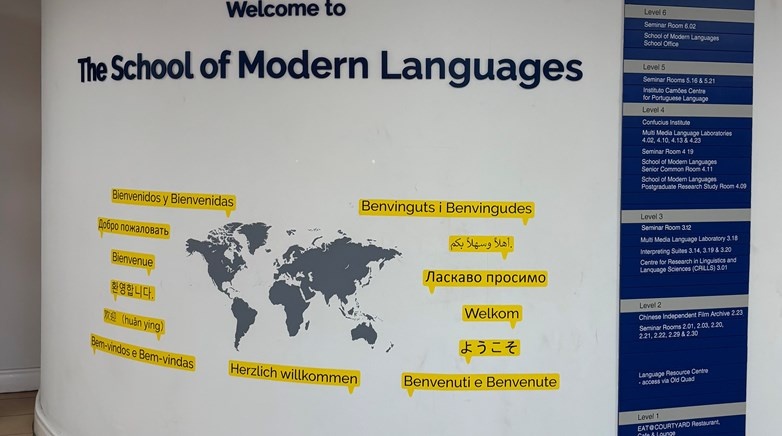 Welcome to
The School of Modern Languages
Bienvenidos y Bienvenidas
Добро пожаловать
Bienvenue
환영합니다.
欢迎 (huān yíng)
Bem-vindos e Bem-vindas
Herzlich willkommen
Benvinguts i Benvingudes
أهلاً وسهلاً بكم.
Ласкаво просимо
Welkom
ようこそ
Benvenuti e Benvenute
Level 6
Seminar Room 6.02
School of Modern Languages
School Office
Level 5
Seminar Rooms 5.16 & 5.21
Instituto Camões Centre
for Portuguese Language
Level 4
Confucius Institute
Multi Media Language Laboratories
4.02, 4.10, 4.13 & 4.23
Seminar Room 4 19
School of Modern Languages
Senior Common Room 4.11
School of Modern Languages
Postgraduate Research Study Room 4.09
Level 3
Seminar Room 3.12
Multi Media Language Laboratory 3.18
Interpreting Suites 3.14, 3.19 & 3.20
Centre for Research in Linguistics and
Language Sciences (CRiLLS) 3.01
Level 2
Chinese Independent Film Archive 2.23
Seminar Rooms 2.01, 2.03, 2.20,
2.21, 2.22, 2.29 & 2.30
Language Resource Centre
- access via Old Quad
Level 1
EAT@COURTYARD Restaurant,
Café & Lounge